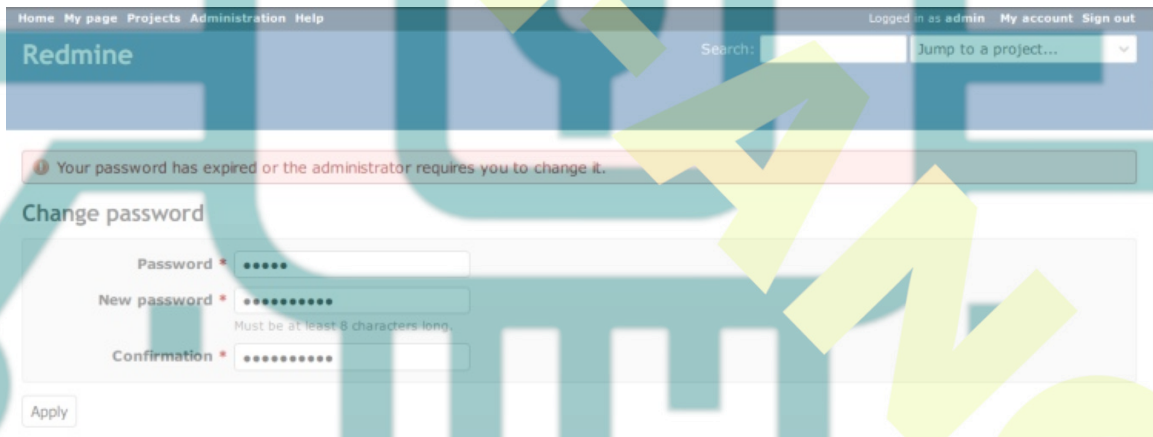 Home My page Projects Administration Help
Logged in as admin My account Sign out
Redmine
Search: Jump to a project...
Your password has expired or the administrator requires you to change it.
Change password
Password * •••••
New password * ••••••••••
Must be at least 8 characters long.
Confirmation * ••••••••••
Apply